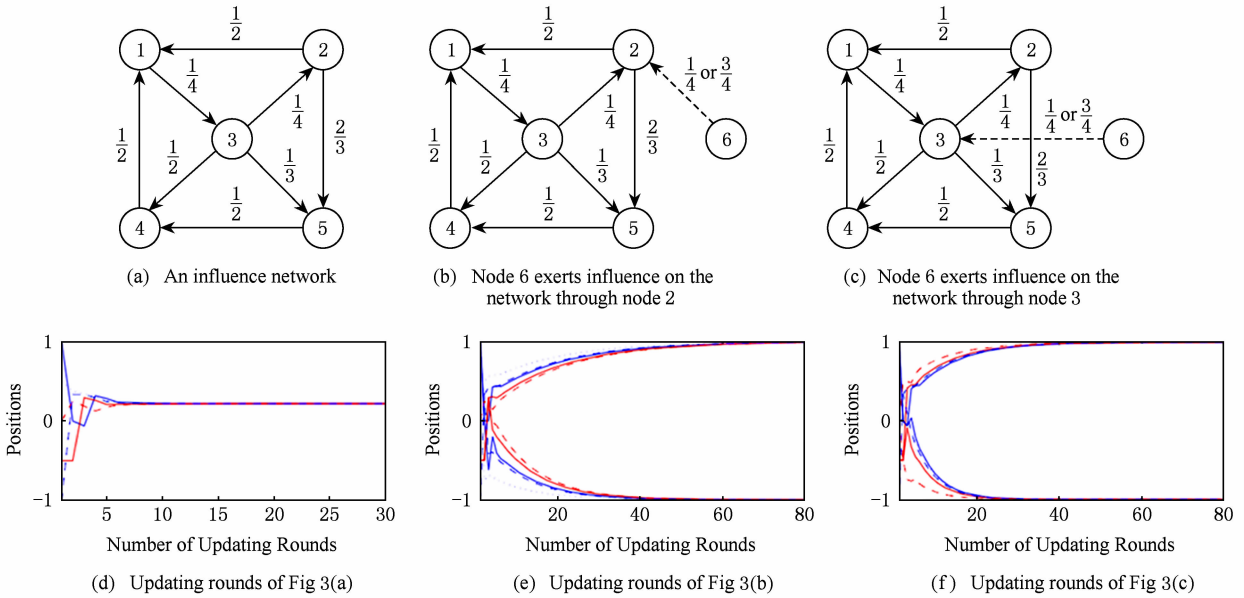 1/2 1/2 1/2
1 2 1 2 1 2
1/4 1/4 1/4 or 3/4 1/4
1/4 1/4 1/4 1/4 or 3/4
1/2 3 2/3 1/2 3 2/3 6 1/2 3 6
1/2 1/3 1/2 1/3 1/2 1/3 2/3
1/2 1/2 1/2
4 5 4 5 4 5
(a) An influence network
(b) Node 6 exerts influence on the
network through node 2
(c) Node 6 exerts influence on the
network through node 3
Positions
1
0
−1
5 10 15 20 25 30
Number of Updating Rounds
(d) Updating rounds of Fig 3(a)
Positions
1
0
−1
20 40 60 80
Number of Updating Rounds
(e) Updating rounds of Fig 3(b)
Positions
1
0
−1
20 40 60 80
Number of Updating Rounds
(f) Updating rounds of Fig 3(c)